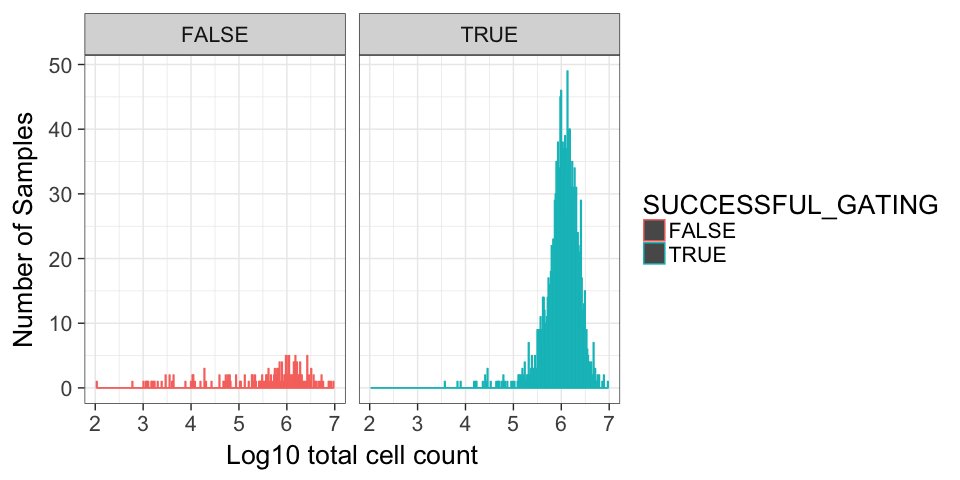 FALSE
TRUE
50
40
30
20
10
0
Number of Samples
2 3 4 5 6 7
2 3 4 5 6 7
Log10 total cell count
SUCCESSFUL_GATING
FALSE
TRUE